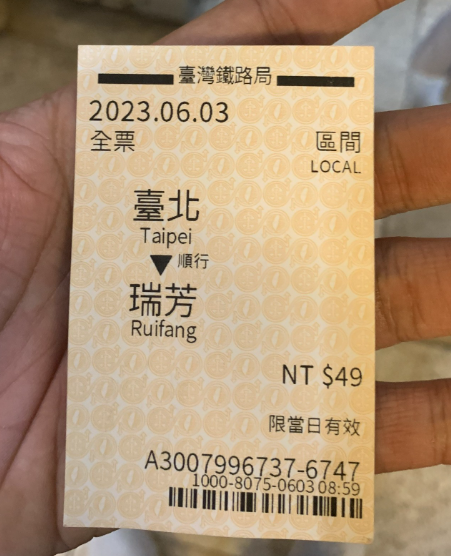 臺灣鐵路局
2023.06.03
全票 區間
LOCAL
臺北
Taipei
順行
瑞芳
Ruifang
NT $49
限當日有效
A3007996737-6747
1000-8075-0603 08:59